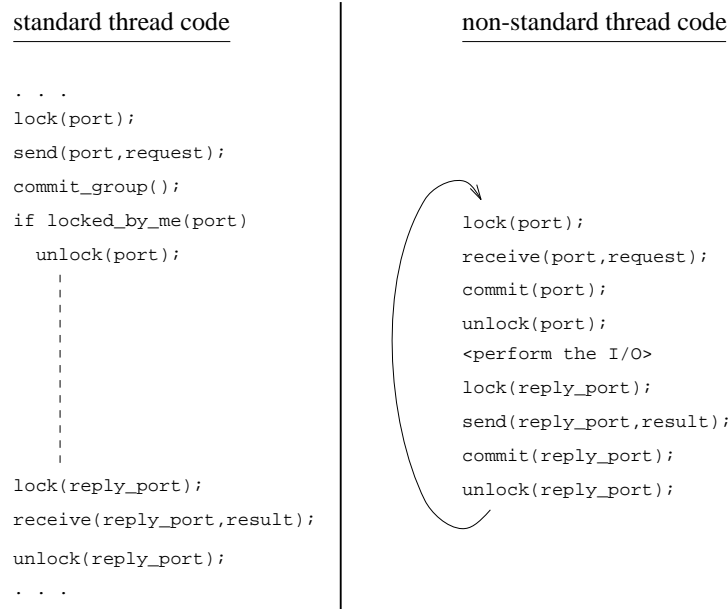 standard thread code
. . .
lock(port);
send(port,request);
commit_group();
if locked_by_me(port)
  unlock(port);
lock(reply_port);
receive(reply_port,result);
unlock(reply_port);
. . .
non-standard thread code
lock(port);
receive(port,request);
commit(port);
unlock(port);
<perform the I/O>
lock(reply_port);
send(reply_port,result);
commit(reply_port);
unlock(reply_port);